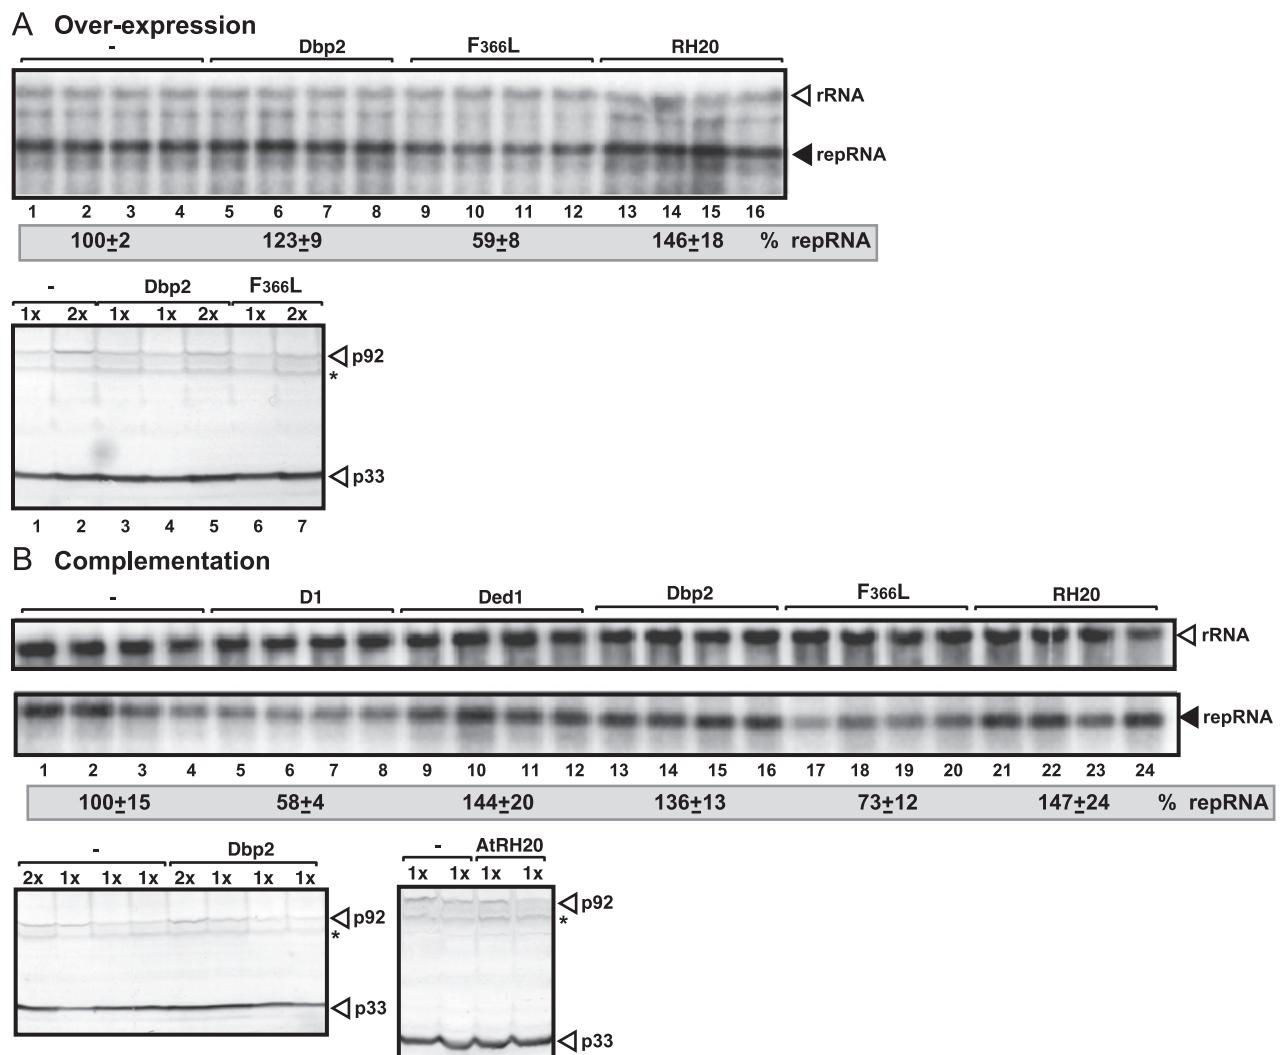 A Over-expression
- Dbp2 F366L RH20
rRNA
repRNA
1 2 3 4 5 6 7 8 9 10 11 12 13 14 15 16
100±2 123±9 59±8 146±18 % repRNA
- Dbp2 F366L
1x 2x 1x 1x 2x 1x 2x
p92
*
p33
1 2 3 4 5 6 7
B Complementation
- D1 Ded1 Dbp2 F366L RH20
rRNA
repRNA
1 2 3 4 5 6 7 8 9 10 11 12 13 14 15 16 17 18 19 20 21 22 23 24
100±15 58±4 144±20 136±13 73±12 147±24 % repRNA
- Dbp2
2x 1x 1x 1x 2x 1x 1x 1x
p92
*
p33
- AtRH20
1x 1x 1x 1x
p92
*
p33